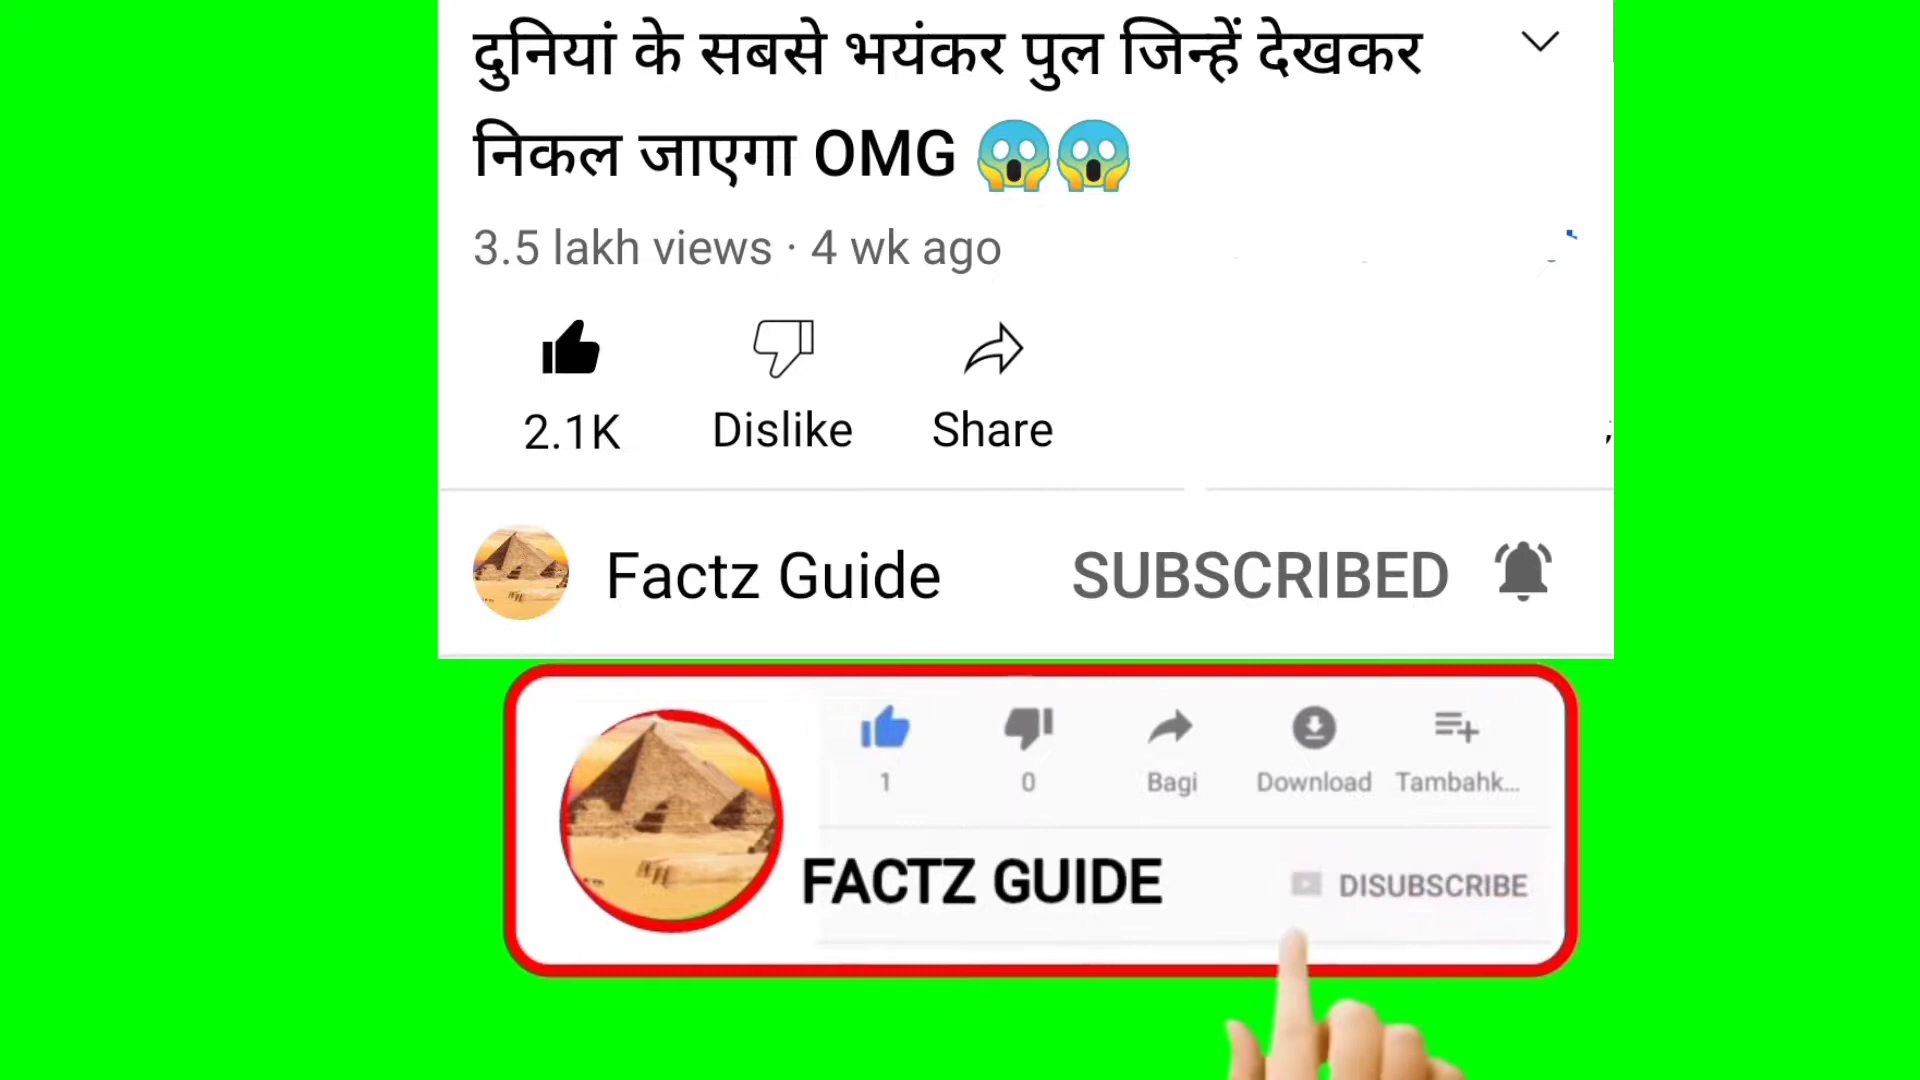 दुनियां के सबसे भयंकर पुल जिन्हें देखकर
निकल जाएगा OMG 😱😱
3.5 lakh views · 4 wk ago
2.1K Dislike Share
Factz Guide SUBSCRIBED
1 0 Bagi Download Tambahk...
FACTZ GUIDE DISUBSCRIBE